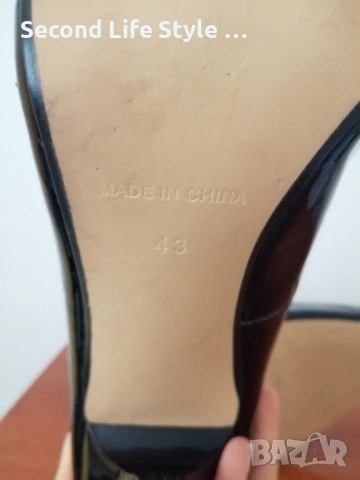 Second Life Style ...
MADE IN CHINA
43
BAZAR